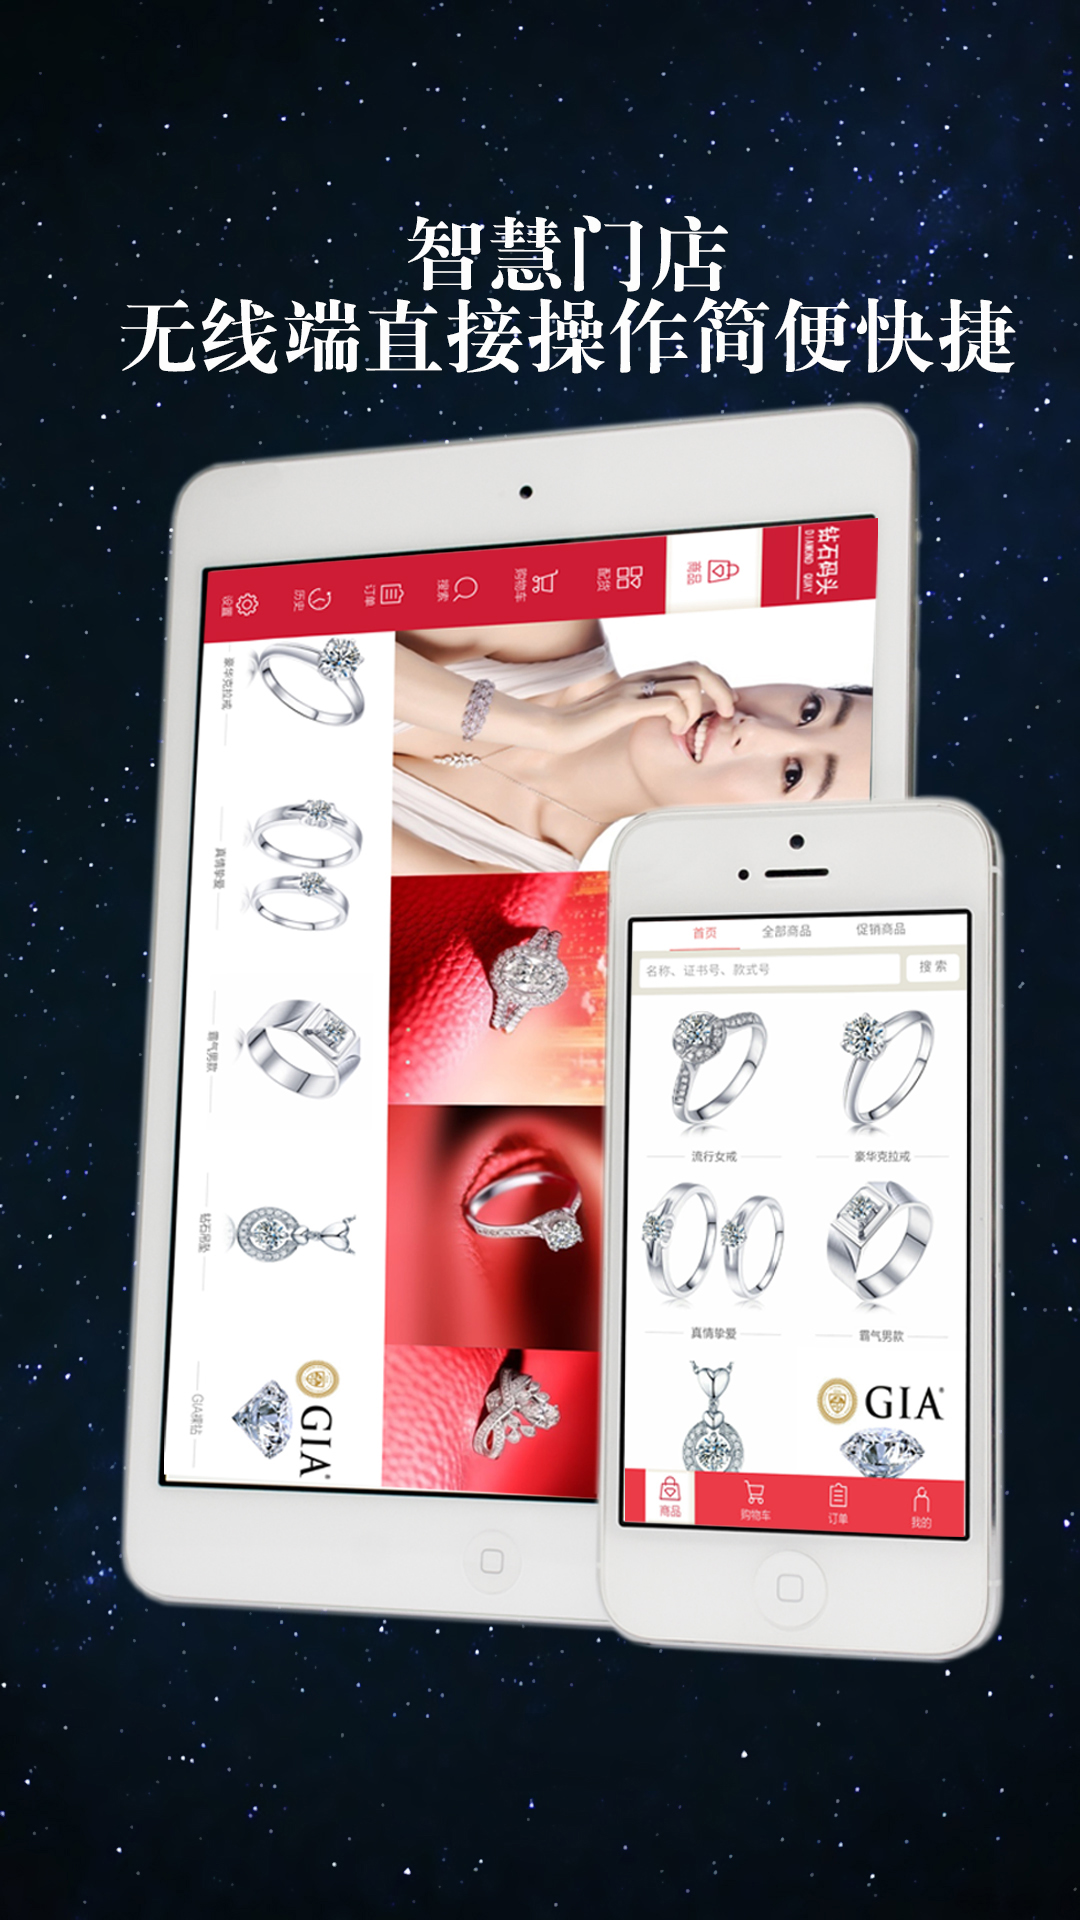 智慧门店
无线端直接操作简便快捷
钻石码头
DIAMOND QUAY
商品
配货
购物车
搜索
订单
历史
设置
豪华克拉戒
真情挚爱
霸气男款
钻石吊坠
GIA裸钻
GIA
首页
全部商品
促销商品
名称、证书号、款式号
搜索
流行女戒
豪华克拉戒
真情挚爱
霸气男款
GIA
商品
购物车
订单
我的